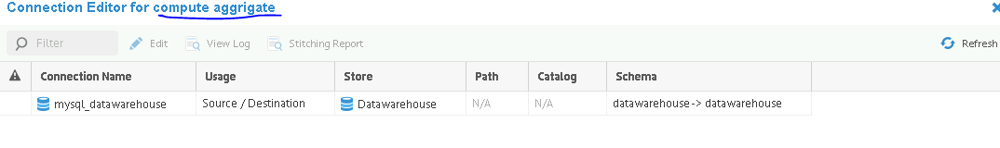 Connection Editor for compute aggrigate
Filter Edit View Log Stitching Report Refresh
Connection Name Usage Store Path Catalog Schema
mysql_datawarehouse Source / Destination Datawarehouse N/A N/A datawarehouse-> datawarehouse